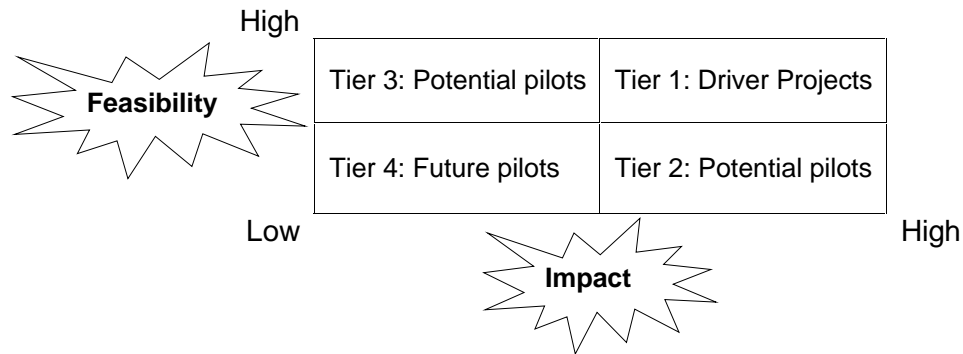 High
Feasibility
Tier 3: Potential pilots
Tier 1: Driver Projects
Tier 4: Future pilots
Tier 2: Potential pilots
Low
High
Impact